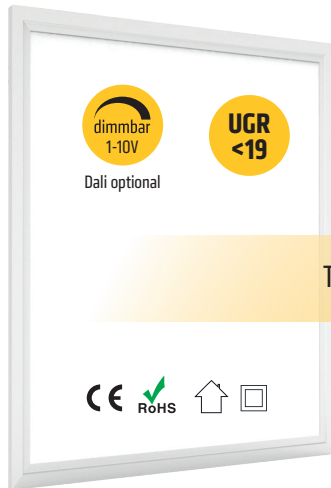 dimmbar
1-10V
UGR
<19
Dali optional
T
CE
RoHS